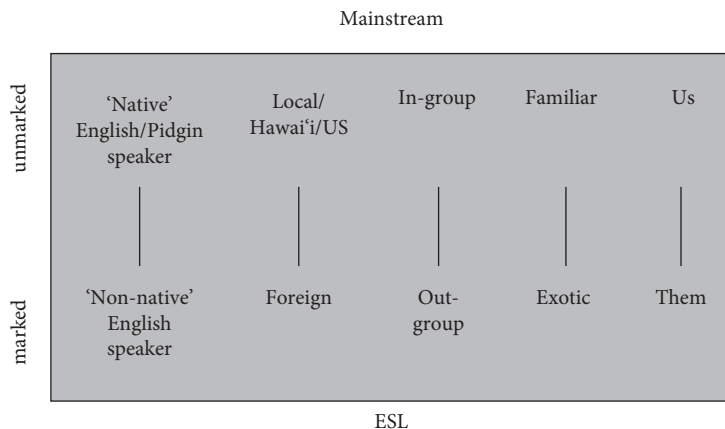 Mainstream
unmarked
‘Native’ English/Pidgin speaker
Local/ Hawai‘i/US
In-group
Familiar
Us
marked
‘Non-native’ English speaker
Foreign
Out-
group
Exotic
Them
ESL